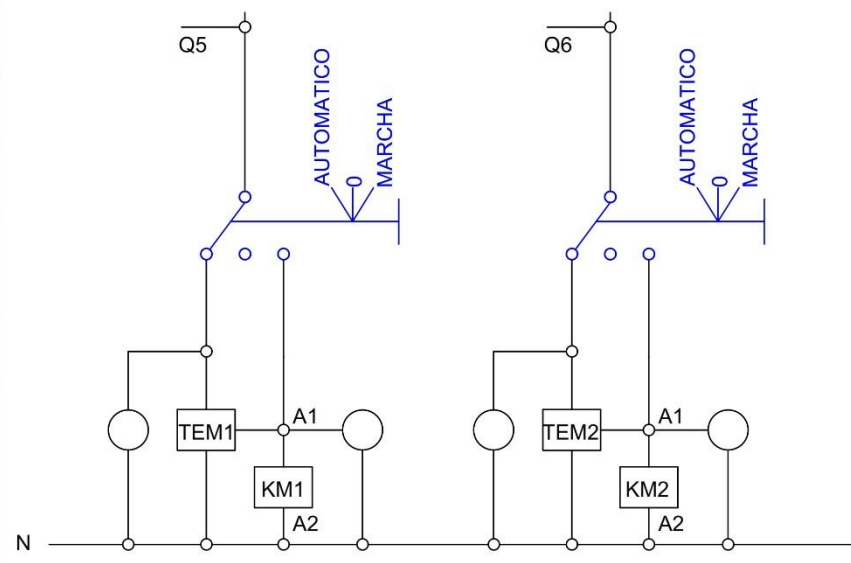 Q5
AUTOMATICO
0
MARCHA
Q6
AUTOMATICO
0
MARCHA
TEM1
A1
KM1
A2
TEM2
A1
KM2
A2
N